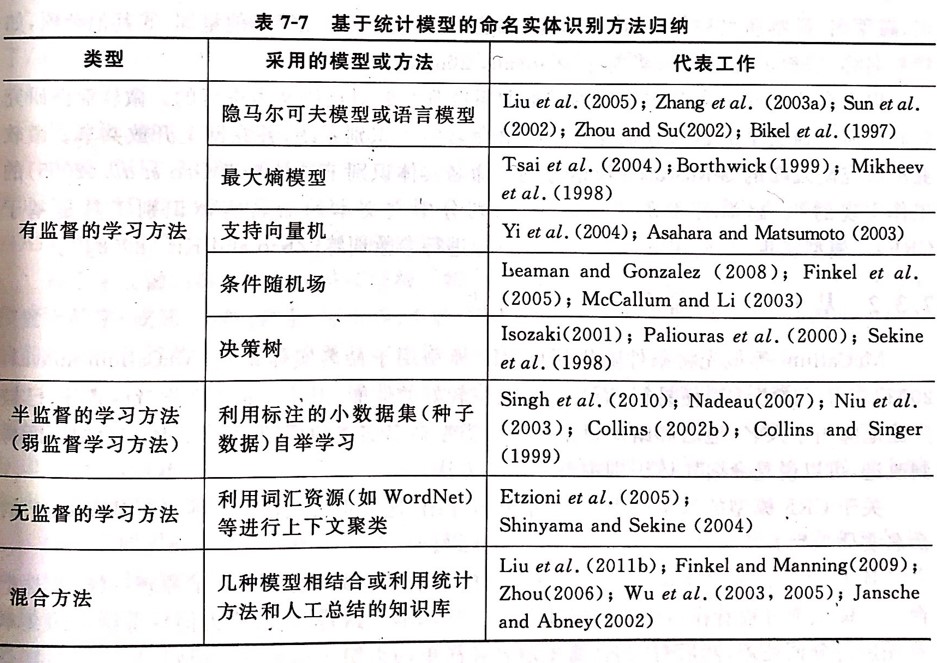 表 7-7 基于统计模型的命名实体识别方法归纳
类型 采用的模型或方法 代表工作
有监督的学习方法
隐马尔可夫模型或语言模型
Liu et al. (2005); Zhang et al. (2003a); Sun et al.
(2002); Zhou and Su(2002); Bikel et al. (1997)
最大熵模型
Tsai et al. (2004); Borthwick(1999); Mikheev
et al. (1998)
支持向量机
Yi et al. (2004); Asahara and Matsumoto (2003)
条件随机场
Leaman and Gonzalez (2008); Finkel et al.
(2005); McCallum and Li (2003)
决策树
Isozaki(2001); Paliouras et al. (2000); Sekine
et al. (1998)
半监督的学习方法
(弱监督学习方法)
利用标注的小数据集(种子
数据)自举学习
Singh et al. (2010); Nadeau(2007); Niu et al.
(2003); Collins (2002b); Collins and Singer
(1999)
无监督的学习方法
利用词汇资源(如 WordNet)
等进行上下文聚类
Etzioni et al. (2005);
Shinyama and Sekine (2004)
混合方法
几种模型相结合或利用统计
方法和人工总结的知识库
Liu et al. (2011b); Finkel and Manning(2009);
Zhou(2006); Wu et al. (2003, 2005); Jansche
and Abney(2002)